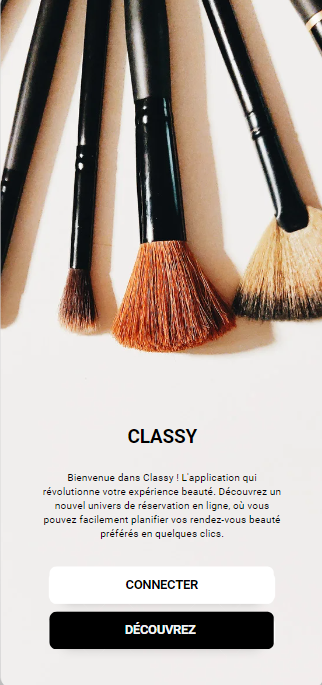 CLASSY
Bienvenue dans Classy ! L'application qui
révolutionne votre expérience beauté. Découvrez un
nouvel univers de réservation en ligne, où vous
pouvez facilement planifier vos rendez-vous beauté
préférés en quelques clics.
CONNECTER
DÉCOUVREZ